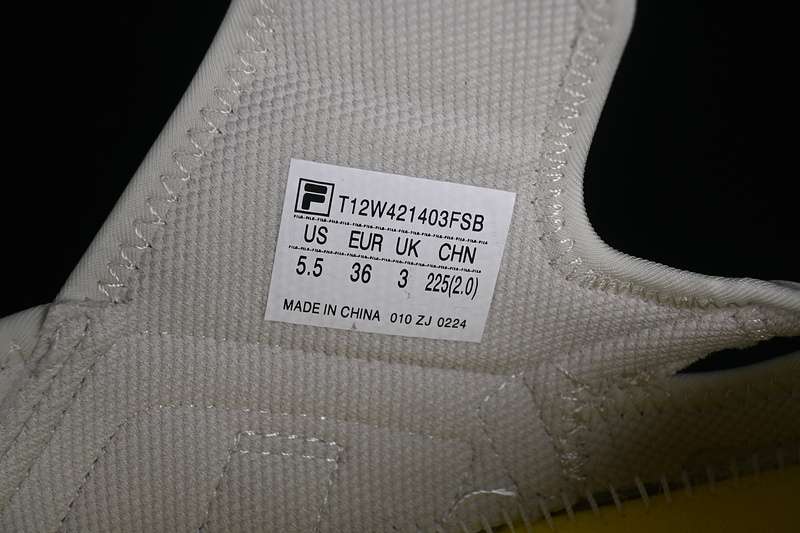 T12W421403FSB
US EUR UK CHN
5.5 36 3 225(2.0)
MADE IN CHINA 010 ZJ 0224